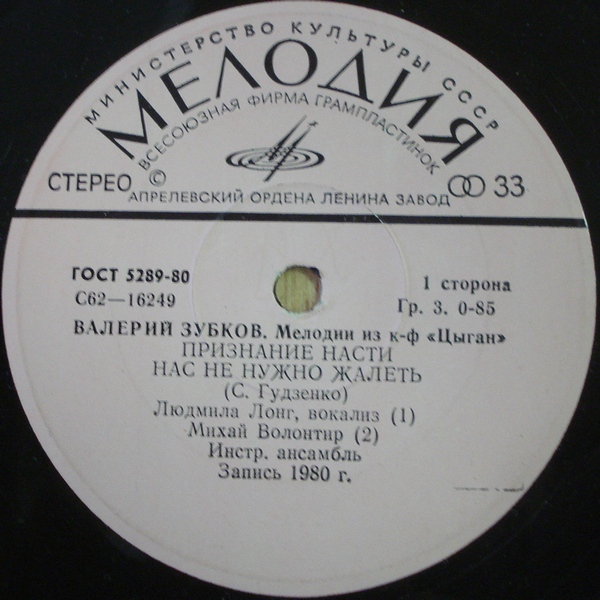 МИНИСТЕРСТВО КУЛЬТУРЫ СССР
МЕЛОДИЯ
ВСЕСОЮЗНАЯ ФИРМА ГРАМПЛАСТИНОК
СТЕРЕО © 33
АПРЕЛЕВСКИЙ ОРДЕНА ЛЕНИНА ЗАВОД
ГОСТ 5289-80 1 сторона
С62—16249 Гр. 3. 0-85
ВАЛЕРИЙ ЗУБКОВ. Мелодии из к-ф «Цыган»
ПРИЗНАНИЕ НАСТИ
НАС НЕ НУЖНО ЖАЛЕТЬ
(С. Гудзенко)
Людмила Лонг, вокализ (1)
Михай Волонтир (2)
Инстр. ансамбль
Запись 1980 г.